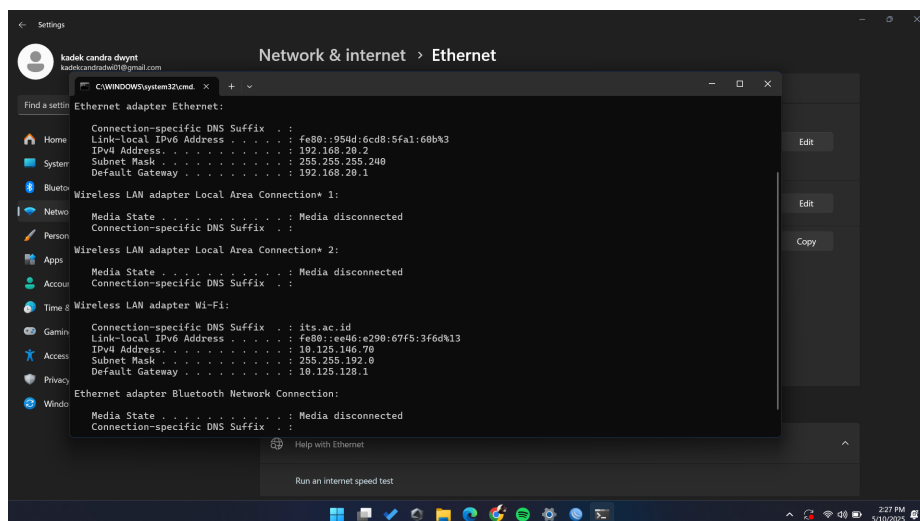 Settings
kadek candra dwynt
kadekcandradwi01@gmail.com
Network & internet > Ethernet
C:\WINDOWS\system32\cmd.
Find a settin
Ethernet adapter Ethernet:
Connection-specific DNS Suffix  . :
Link-local IPv6 Address . . . . . : fe80::954d:6cd8:5fa1:60b%3
IPv4 Address. . . . . . . . . . . : 192.168.20.2
Subnet Mask . . . . . . . . . . . : 255.255.255.240
Default Gateway . . . . . . . . . : 192.168.20.1
Wireless LAN adapter Local Area Connection* 1:
Media State . . . . . . . . . . . : Media disconnected
Connection-specific DNS Suffix  . :
Wireless LAN adapter Local Area Connection* 2:
Media State . . . . . . . . . . . : Media disconnected
Connection-specific DNS Suffix  . :
Wireless LAN adapter Wi-Fi:
Connection-specific DNS Suffix  . : its.ac.id
Link-local IPv6 Address . . . . . : fe80::ee46:e290:67f5:3f6d%13
IPv4 Address. . . . . . . . . . . : 10.125.146.70
Subnet Mask . . . . . . . . . . . : 255.255.192.0
Default Gateway . . . . . . . . . : 10.125.128.1
Ethernet adapter Bluetooth Network Connection:
Media State . . . . . . . . . . . : Media disconnected
Connection-specific DNS Suffix  . :
Home
System
Blueto
Netwo
Person
Apps
Accour
Time &
Gamin
Access
Privacy
Windo
Edit
Edit
Copy
Help with Ethernet
Run an internet speed test
2:27 PM
5/10/2025